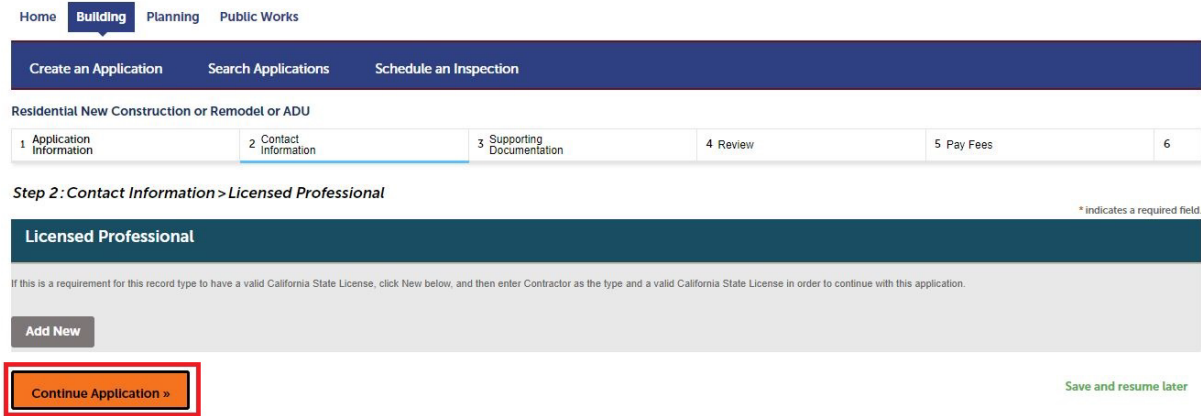 Home Building Planning Public Works
Create an Application Search Applications Schedule an Inspection
Residential New Construction or Remodel or ADU
1 Application Information 2 Contact Information 3 Supporting Documentation 4 Review 5 Pay Fees 6
Step 2: Contact Information > Licensed Professional
* indicates a required field.
Licensed Professional
If this is a requirement for this record type to have a valid California State License, click New below, and then enter Contractor as the type and a valid California State License in order to continue with this application.
Add New
Continue Application »
Save and resume later